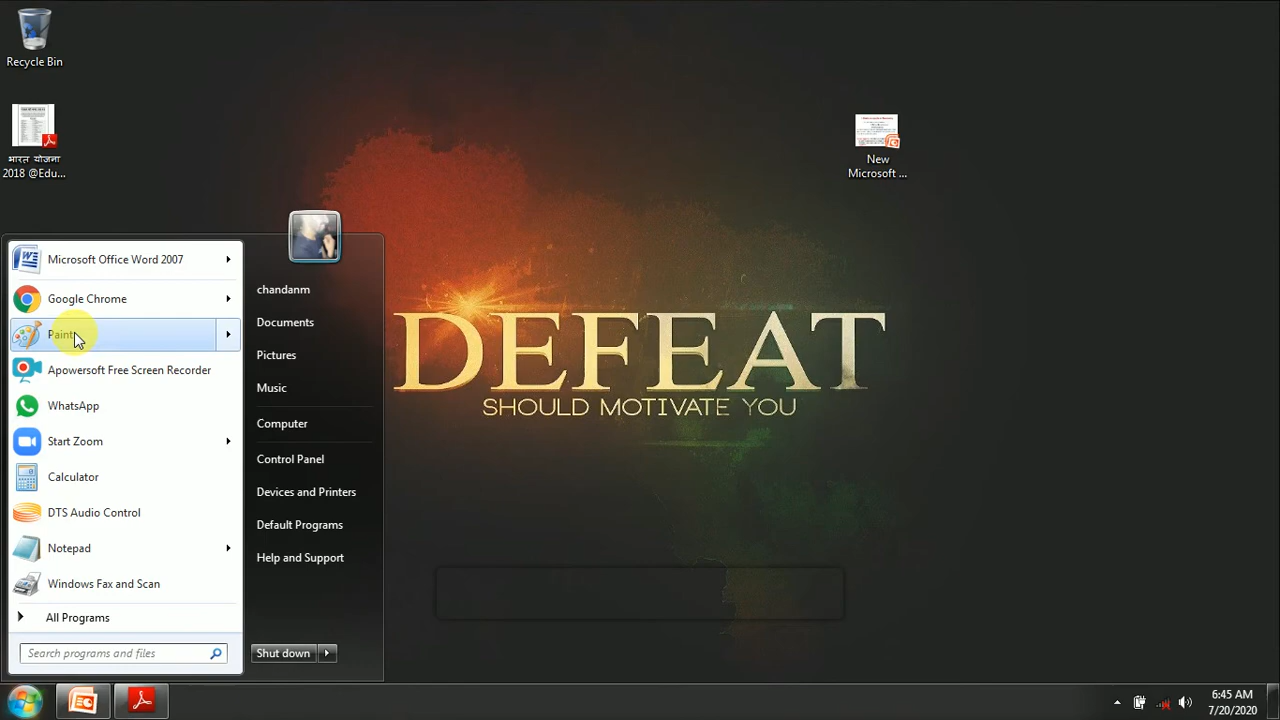 Recycle Bin
भारत योजना
2018 @Edu...
New
Microsoft ...
Microsoft Office Word 2007
Google Chrome
Paint
Apowersoft Free Screen Recorder
WhatsApp
Start Zoom
Calculator
DTS Audio Control
Notepad
Windows Fax and Scan
All Programs
Search programs and files
chandanm
Documents
Pictures
Music
Computer
Control Panel
Devices and Printers
Default Programs
Help and Support
Shut down
DEFEAT
SHOULD MOTIVATE YOU
6:45 AM
7/20/2020